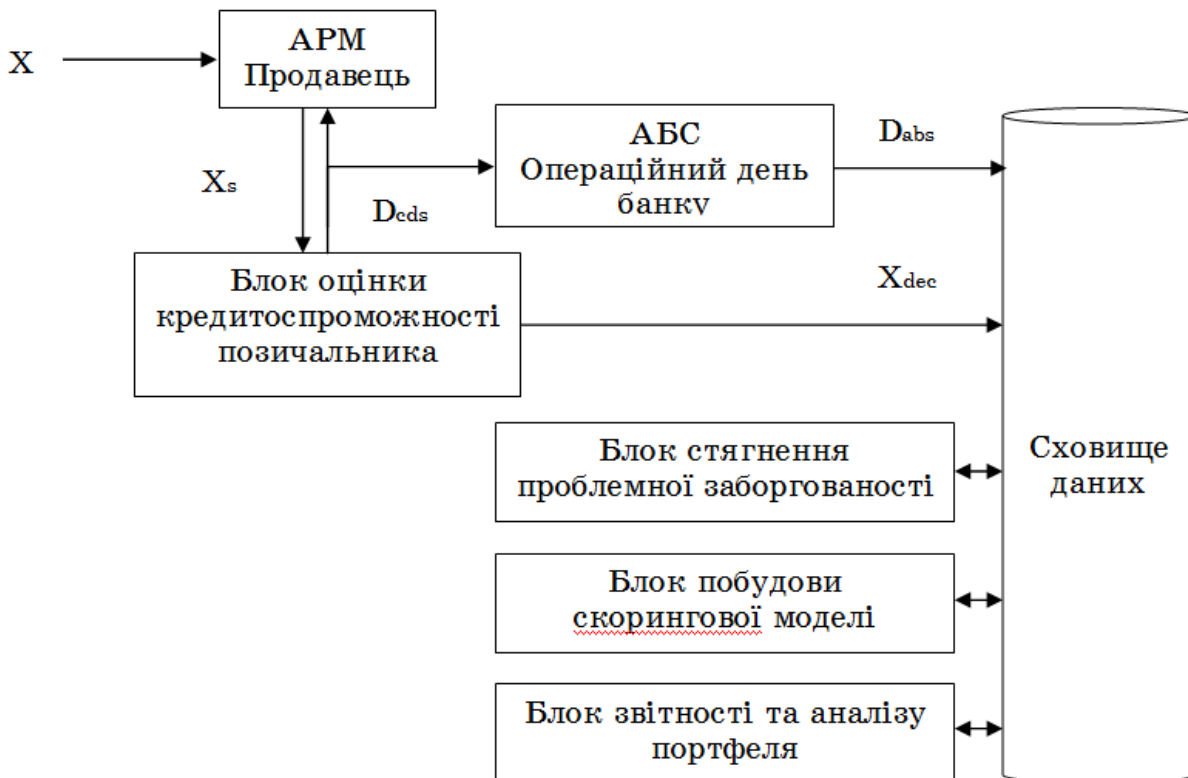 X
АРМ
Продавець
АБС
Операційний день
банку
Dabs
Xs
Dcds
Блок оцінки
кредитоспроможності
позичальника
Xdec
Блок стягнення
проблемної заборгованості
Сховище
даних
Блок побудови
скорингової моделі
Блок звітності та аналізу
портфеля